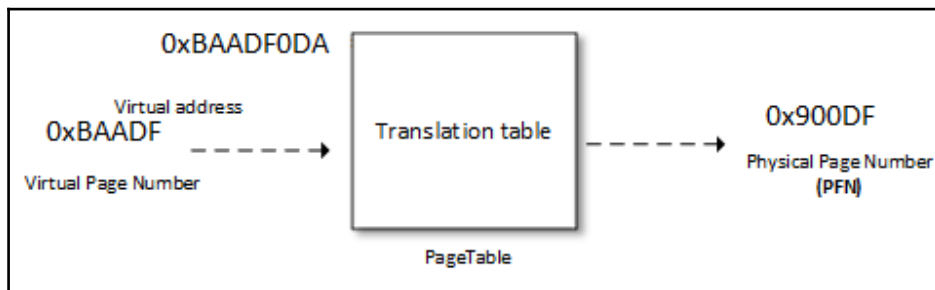 0xBAADF0DA
Virtual address
0xBAADF
Virtual Page Number
Translation table
PageTable
0x900DF
Physical Page Number
(PFN)